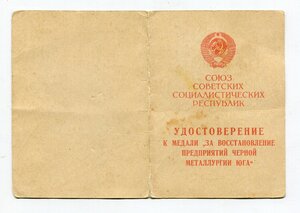 СОЮЗ
СОВЕТСКИХ
СОЦИАЛИСТИЧЕСКИХ
РЕСПУБЛИК
УДОСТОВЕРЕНИЕ
К МЕДАЛИ „ЗА ВОССТАНОВЛЕНИЕ
ПРЕДПРИЯТИЙ ЧЕРНОЙ
МЕТАЛЛУРГИИ ЮГА“